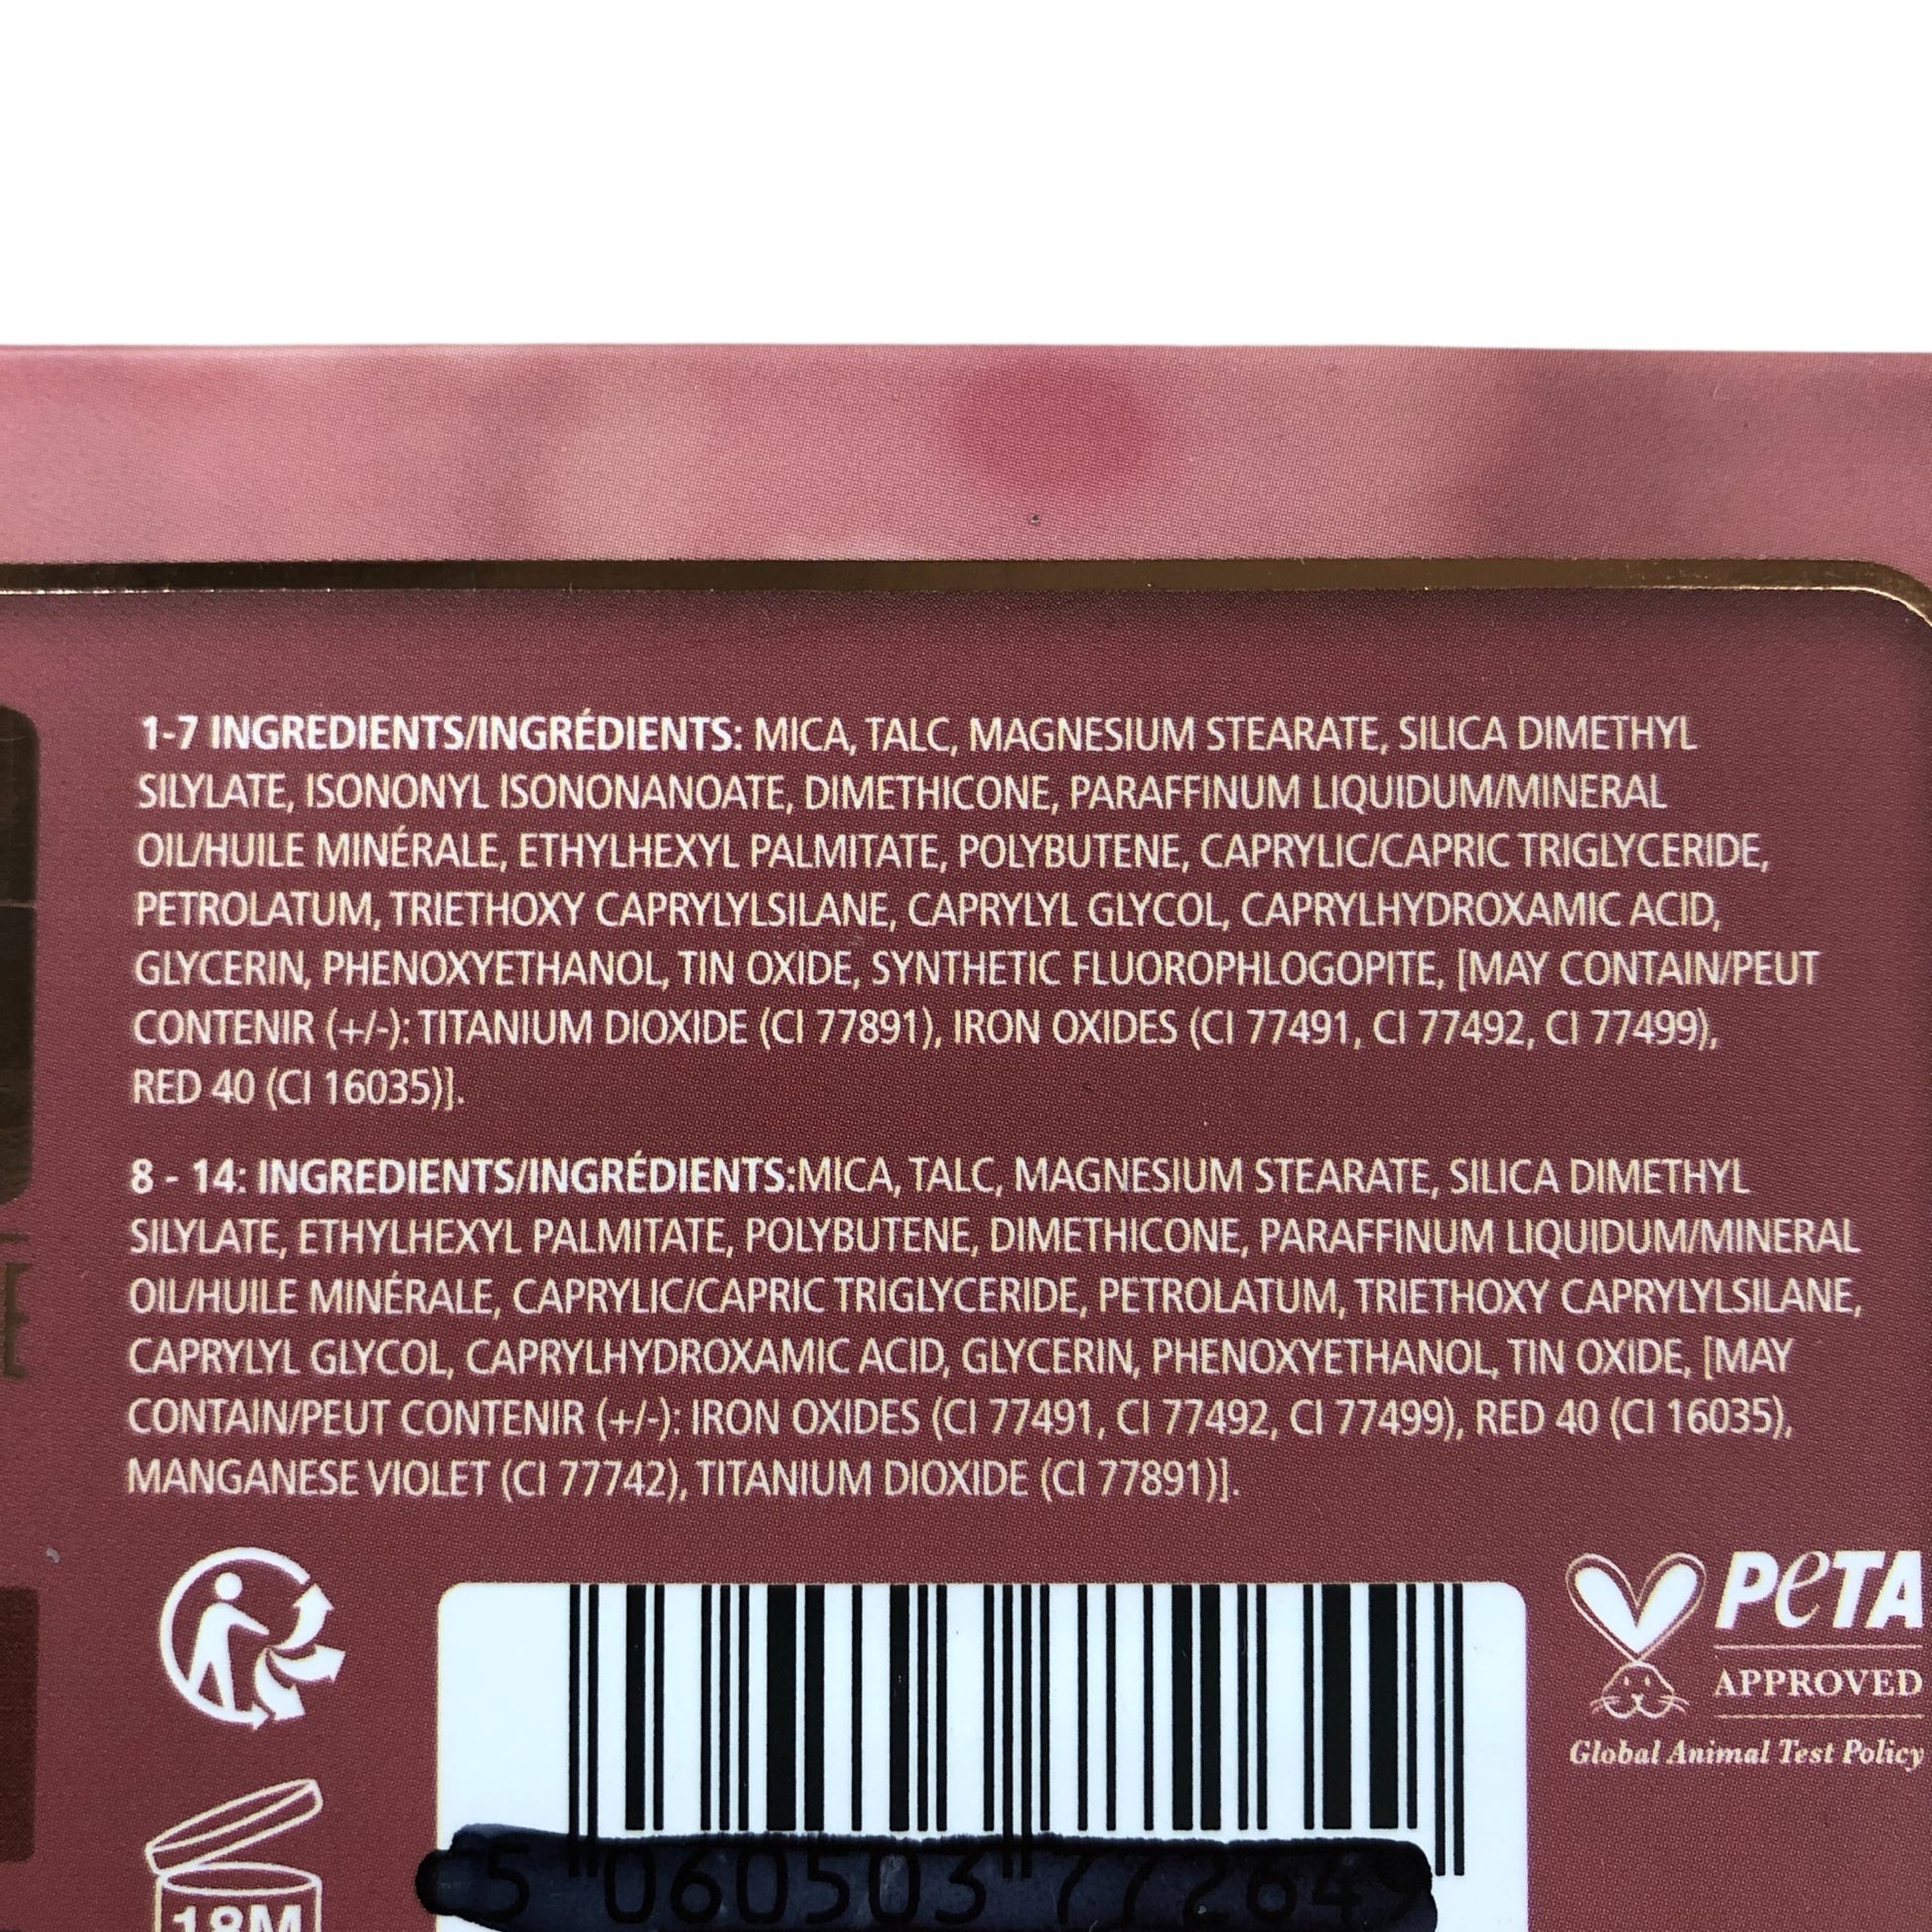 1-7 INGREDIENTS/INGRÉDIENTS: MICA, TALC, MAGNESIUM STEARATE, SILICA DIMETHYL
SILYLATE, ISONONYL ISONONANOATE, DIMETHICONE, PARAFFINUM LIQUIDUM/MINERAL
OIL/HUILE MINÉRALE, ETHYLHEXYL PALMITATE, POLYBUTENE, CAPRYLIC/CAPRIC TRIGLYCERIDE,
PETROLATUM, TRIETHOXY CAPRYLYLSILANE, CAPRYLYL GLYCOL, CAPRYLHYDROXAMIC ACID,
GLYCERIN, PHENOXYETHANOL, TIN OXIDE, SYNTHETIC FLUOROPHLOGOPITE, [MAY CONTAIN/PEUT
CONTENIR (+/-): TITANIUM DIOXIDE (CI 77891), IRON OXIDES (CI 77491, CI 77492, CI 77499),
RED 40 (CI 16035)].
8 - 14: INGREDIENTS/INGRÉDIENTS:MICA, TALC, MAGNESIUM STEARATE, SILICA DIMETHYL
SILYLATE, ETHYLHEXYL PALMITATE, POLYBUTENE, DIMETHICONE, PARAFFINUM LIQUIDUM/MINERAL
OIL/HUILE MINÉRALE, CAPRYLIC/CAPRIC TRIGLYCERIDE, PETROLATUM, TRIETHOXY CAPRYLYLSILANE,
CAPRYLYL GLYCOL, CAPRYLHYDROXAMIC ACID, GLYCERIN, PHENOXYETHANOL, TIN OXIDE, [MAY
CONTAIN/PEUT CONTENIR (+/-): IRON OXIDES (CI 77491, CI 77492, CI 77499), RED 40 (CI 16035),
MANGANESE VIOLET (CI 77742), TITANIUM DIOXIDE (CI 77891)].
PETA
APPROVED
Global Animal Test Policy
18M
5 060503 772649